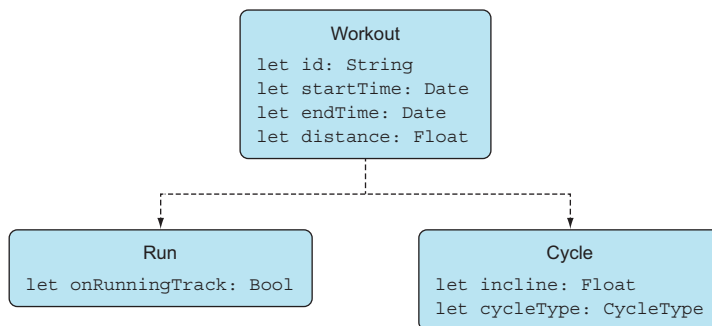 Workout
let id: String
let startTime: Date
let endTime: Date
let distance: Float
Run
let onRunningTrack: Bool
Cycle
let incline: Float
let cycleType: CycleType